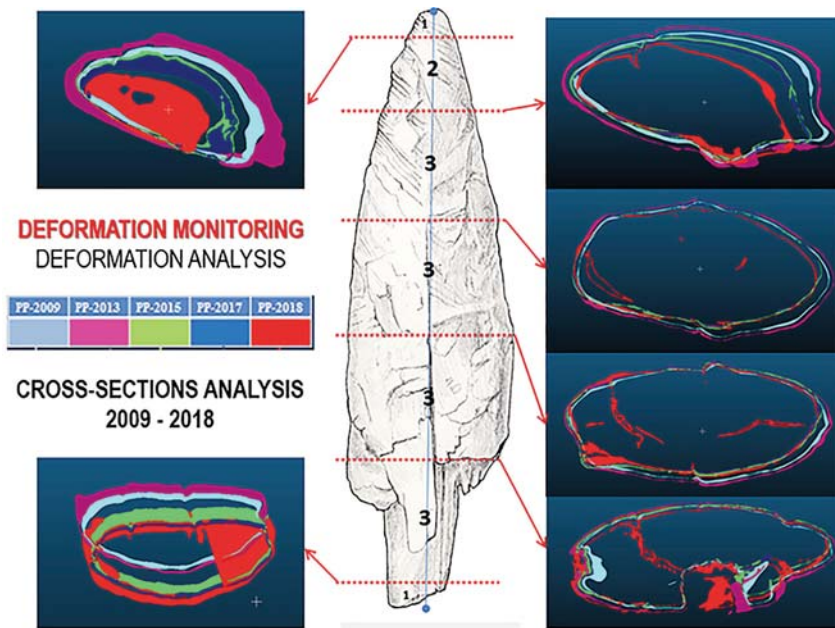 DEFORMATION MONITORING
DEFORMATION ANALYSIS
PP-2009 PP-2013 PP-2015 PP-2017 PP-2018
CROSS-SECTIONS ANALYSIS
2009 - 2018
1
2
3
3
3
3
1